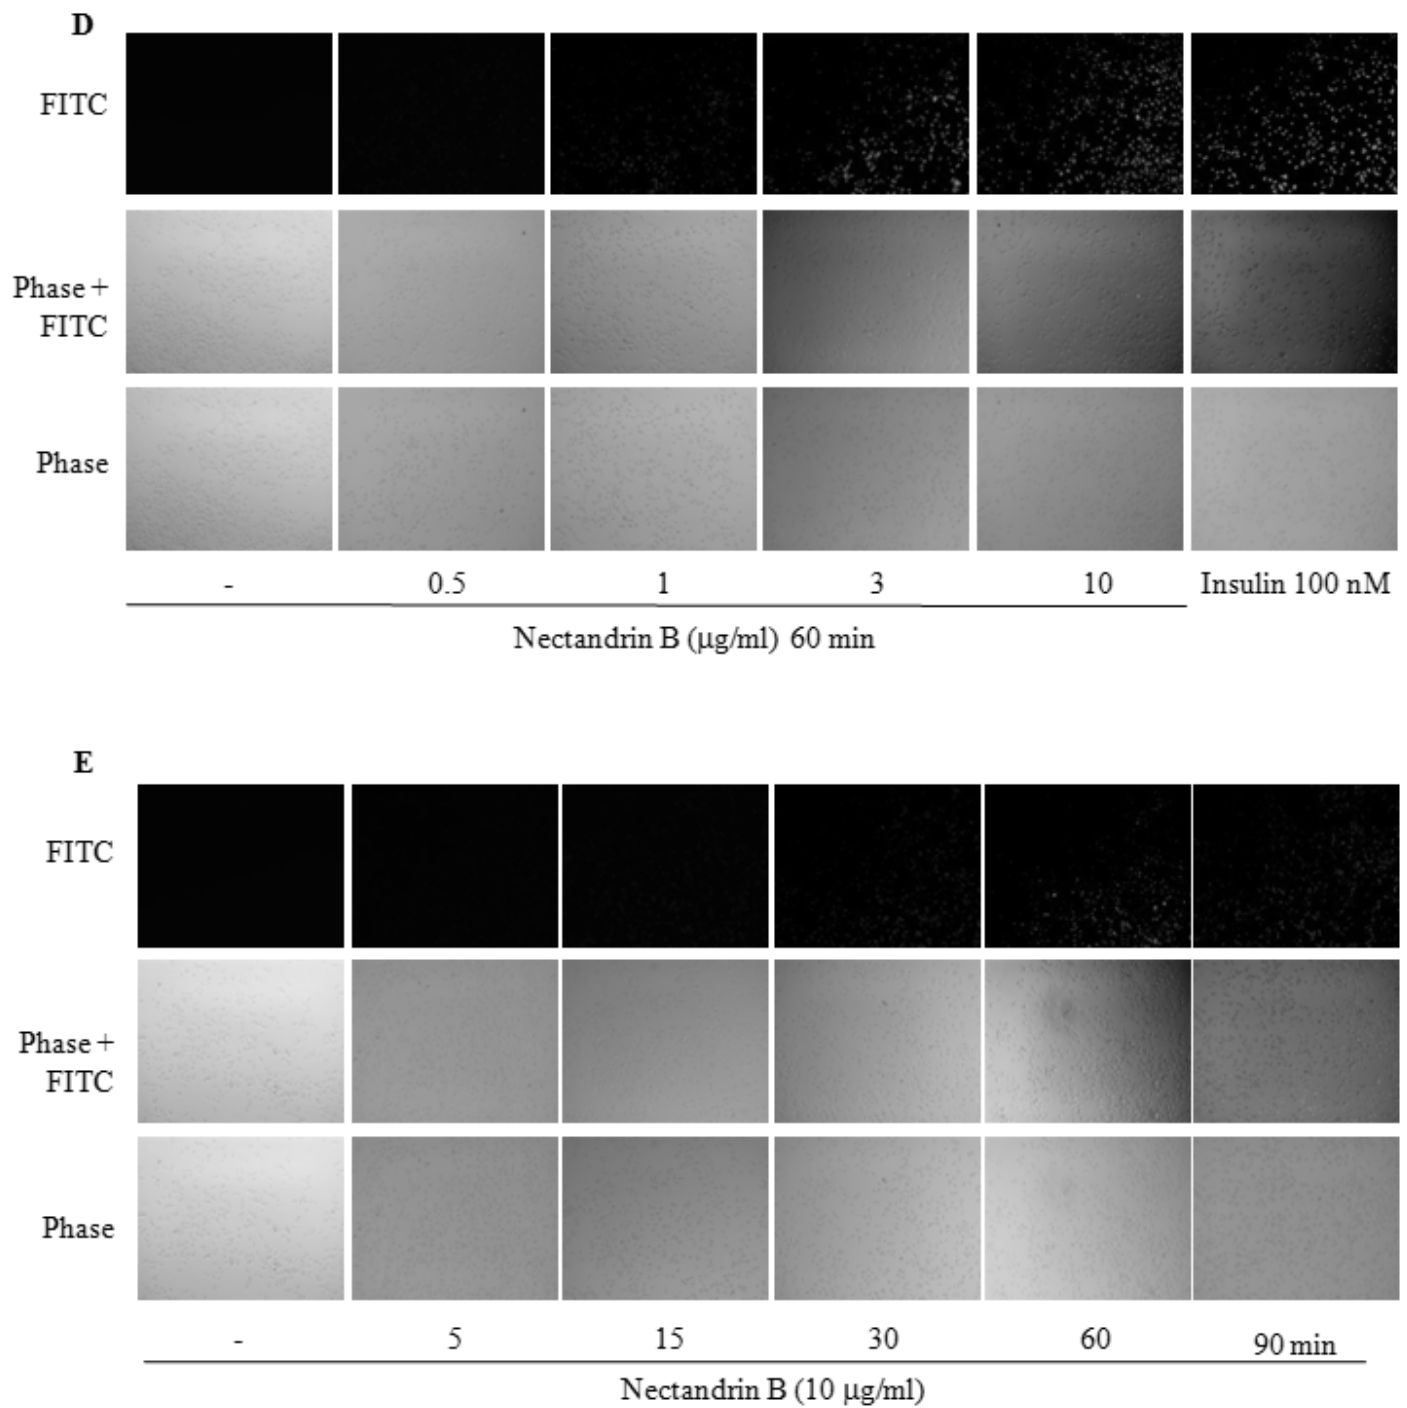 D
FITC
Phase +
FITC
Phase
- 0.5 1 3 10 Insulin 100 nM
Nectandrin B (μg/ml) 60 min
E
FITC
Phase +
FITC
Phase
- 5 15 30 60 90 min
Nectandrin B (10 μg/ml)